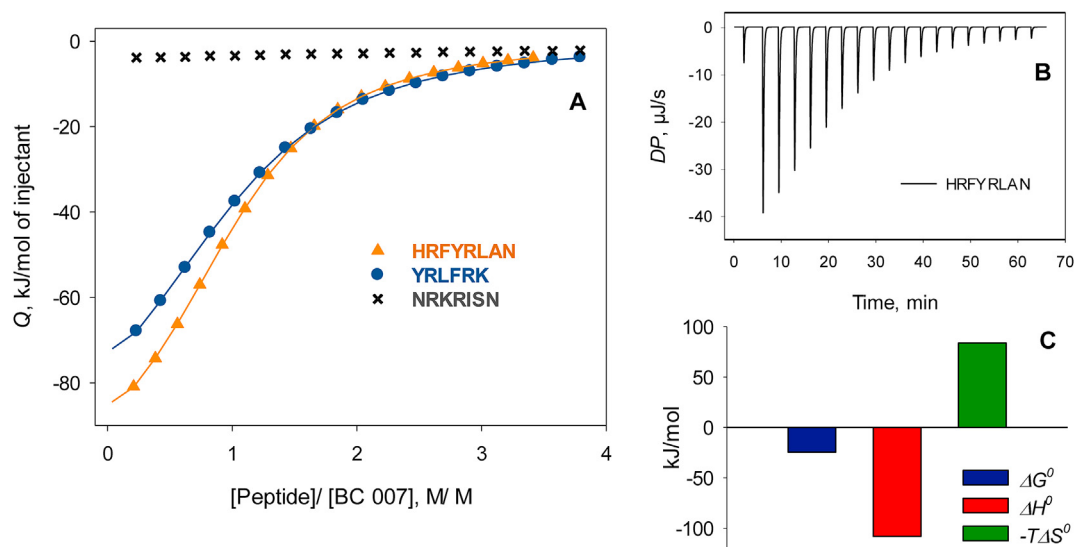 0
-20
-40
-60
-80
Q, kJ/mol of injectant
A
HRFYRLAN
YRLFRK
NRKRISN
0 1 2 3 4
[Peptide]/ [BC 007], M/ M
0
-10
-20
-30
-40
DP, µJ/s
B
HRFYRLAN
0 10 20 30 40 50 60 70
Time, min
100
50
0
-50
-100
kJ/mol
C
ΔG⁰
ΔH⁰
-TΔS⁰